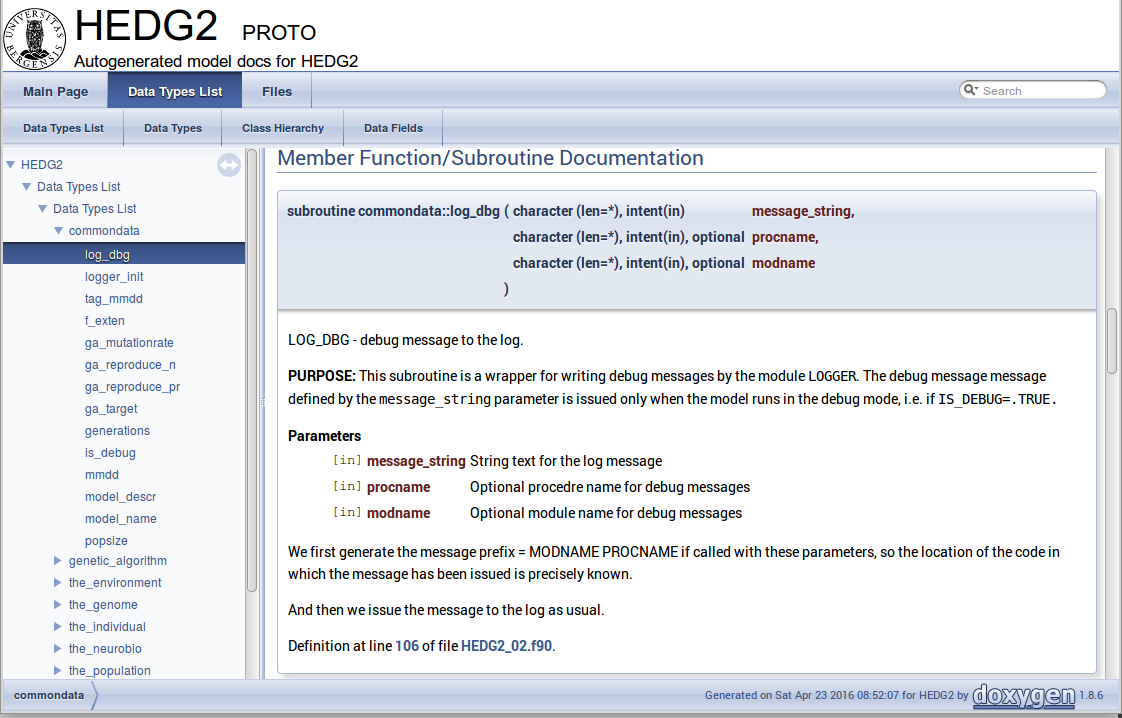 UNIVERSITAS BERGENSIS
HEDG2 PROTO
Autogenerated model docs for HEDG2
Main Page Data Types List Files Search
Data Types List Data Types Class Hierarchy Data Fields
HEDG2
Data Types List
Data Types List
commondata
log_dbg
logger_init
tag_mmdd
f_exten
ga_mutationrate
ga_reproduce_n
ga_reproduce_pr
ga_target
generations
is_debug
mmdd
model_descr
model_name
popsize
genetic_algorithm
the_environment
the_genome
the_individual
the_neurobio
the_population
Member Function/Subroutine Documentation
subroutine commondata::log_dbg ( character (len=*), intent(in) message_string,
character (len=*), intent(in), optional procname,
character (len=*), intent(in), optional modname
)
LOG_DBG - debug message to the log.
PURPOSE: This subroutine is a wrapper for writing debug messages by the module LOGGER. The debug message message
defined by the message_string parameter is issued only when the model runs in the debug mode, i.e. if IS_DEBUG=.TRUE.
Parameters
[in] message_string String text for the log message
[in] procname Optional procedre name for debug messages
[in] modname Optional module name for debug messages
We first generate the message prefix = MODNAME PROCNAME if called with these parameters, so the location of the code in
which the message has been issued is precisely known.
And then we issue the message to the log as usual.
Definition at line 106 of file HEDG2_02.f90.
commondata
Generated on Sat Apr 23 2016 08:52:07 for HEDG2 by doxygen 1.8.6